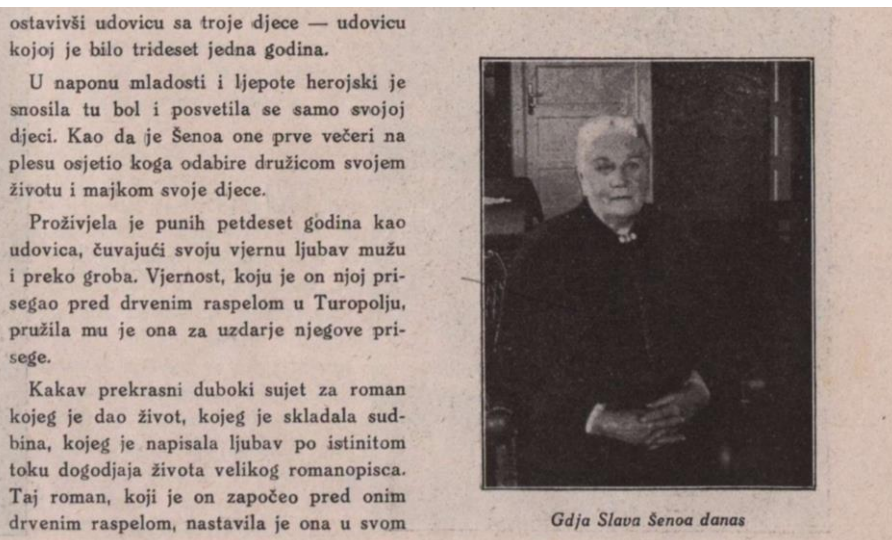 ostavivši udovicu sa troje djece — udovicu
kojoj je bilo trideset jedna godina.
U naponu mladosti i ljepote herojski je
snosila tu bol i posvetila se samo svojoj
djeci. Kao da je Šenoa one prve večeri na
plesu osjetio koga odabire družicom svojem
životu i majkom svoje djece.
Proživjela je punih petdeset godina kao
udovica, čuvajući svoju vjernu ljubav mužu
i preko groba. Vjernost, koju je on njoj pri-
segao pred drvenim raspelom u Turopolju,
pružila mu je ona za uzdarje njegove pri-
sege.
Kakav prekrasni duboki sujet za roman
kojeg je dao život, kojeg je skladala sud-
bina, kojeg je napisala ljubav po istinitom
toku dogodjaja života velikog romanopisca.
Taj roman, koji je on započeo pred onim
drvenim raspelom, nastavila je ona u svom
Gdja Slava Šenoa danas